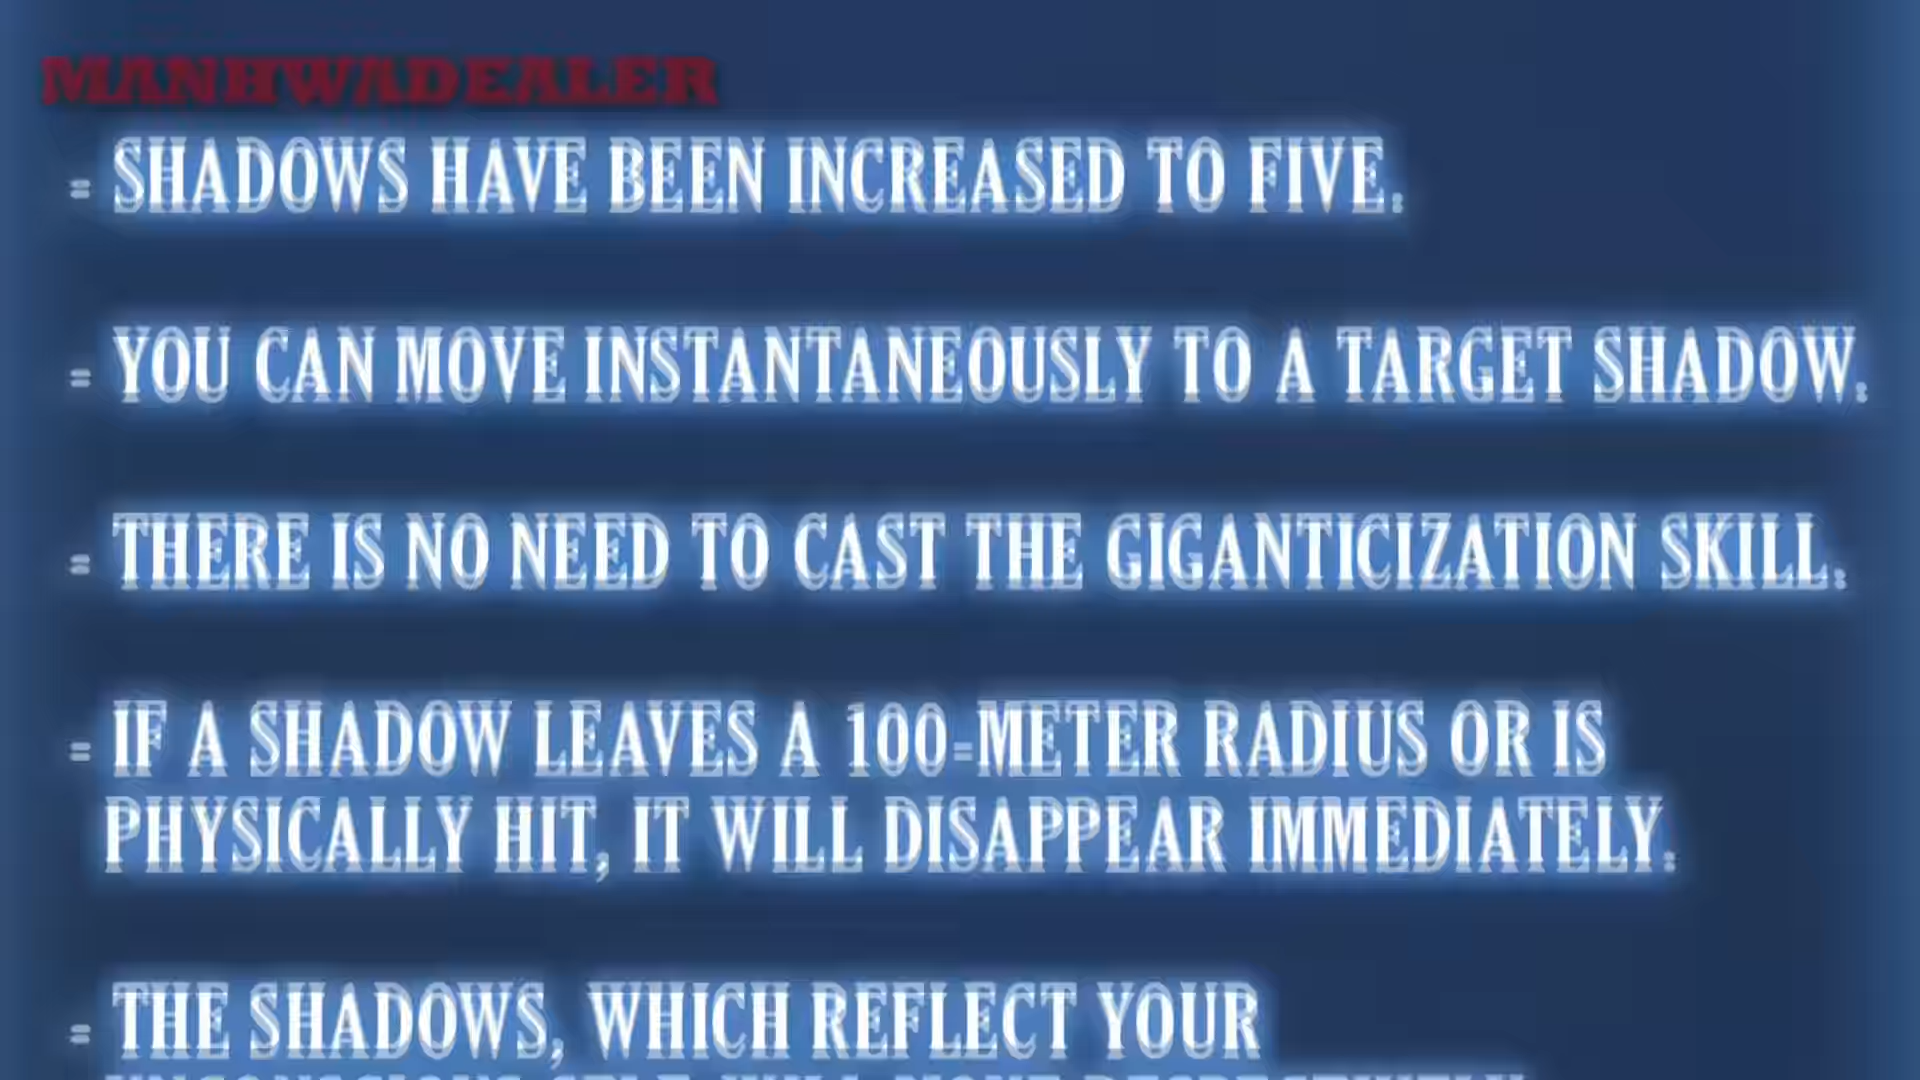 MANHWADEALER
- SHADOWS HAVE BEEN INCREASED TO FIVE.
- YOU CAN MOVE INSTANTANEOUSLY TO A TARGET SHADOW.
- THERE IS NO NEED TO CAST THE GIGANTICIZATION SKILL.
- IF A SHADOW LEAVES A 100-METER RADIUS OR IS
PHYSICALLY HIT, IT WILL DISAPPEAR IMMEDIATELY.
- THE SHADOWS, WHICH REFLECT YOUR